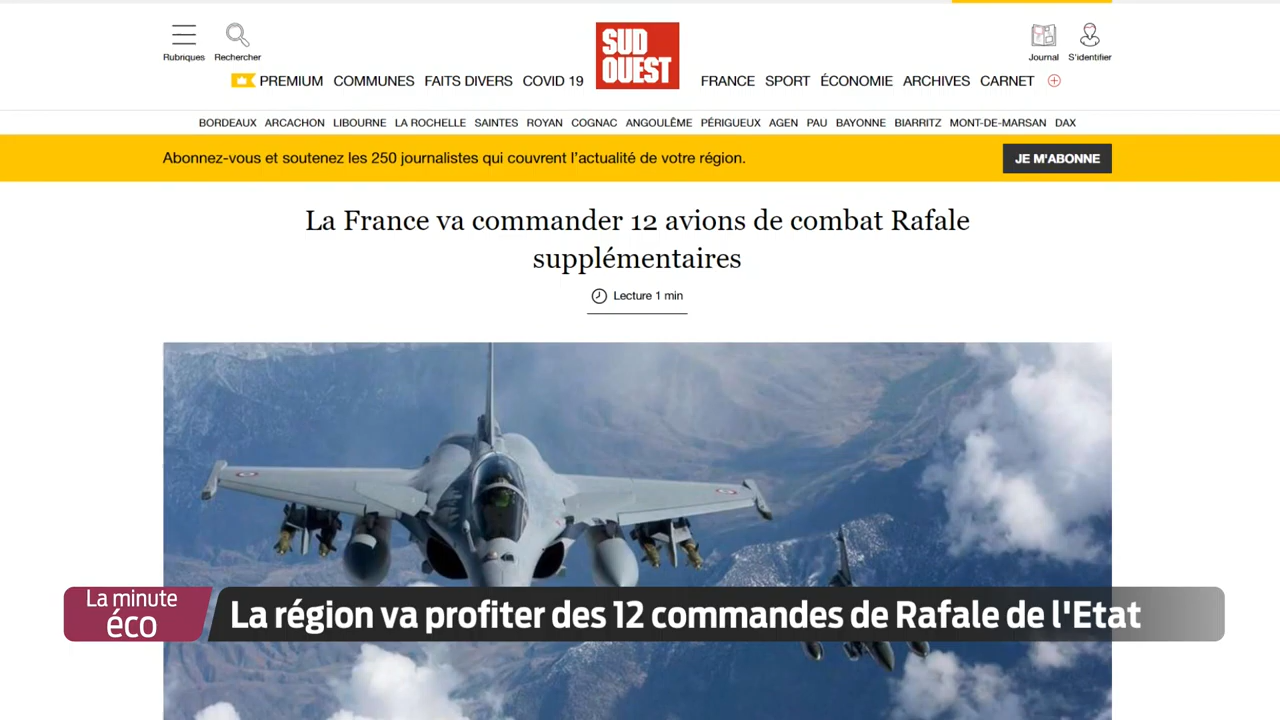 Rubriques
Rechercher
SUD
OUEST
Journal
S'identifier
PREMIUM COMMUNES FAITS DIVERS COVID 19 FRANCE SPORT ÉCONOMIE ARCHIVES CARNET
BORDEAUX ARCACHON LIBOURNE LA ROCHELLE SAINTES ROYAN COGNAC ANGOULÊME PÉRIGUEUX AGEN PAU BAYONNE BIARRITZ MONT-DE-MARSAN DAX
Abonnez-vous et soutenez les 250 journalistes qui couvrent l'actualité de votre région.
JE M'ABONNE
La France va commander 12 avions de combat Rafale
supplémentaires
Lecture 1 min
La minute
éco
La région va profiter des 12 commandes de Rafale de l'Etat